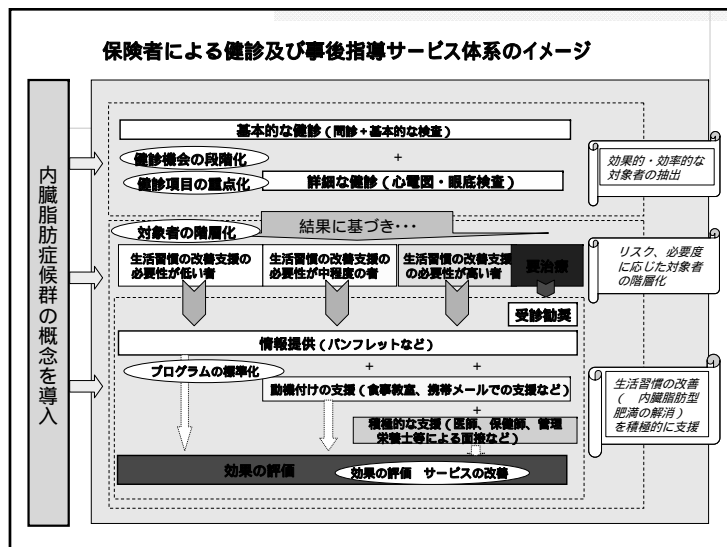 保険者による健診及び事後指導サービス体系のイメージ
内臓脂肪症候群の概念を導入
基本的な健診（問診＋基本的な検査）
健診機会の段階化
+
健診項目の重点化
詳細な健診（心電図・眼底検査）
効果的・効率的な
対象者の抽出
対象者の階層化
結果に基づき・・・
生活習慣の改善支援の
必要性が低い者
生活習慣の改善支援の
必要性が中程度の者
生活習慣の改善支援
の必要性が高い者
要治療
リスク、必要度
に応じた対象者
の階層化
受診勧奨
情報提供（パンフレットなど）
プログラムの標準化
+
+
動機付けの支援（食事教室、携帯メールでの支援など）
+
積極的な支援（医師、保健師、管理
栄養士等による面接など）
生活習慣の改善
（　内臓脂肪型
肥満の解消）
を積極的に支援
効果の評価
効果の評価　サービスの改善